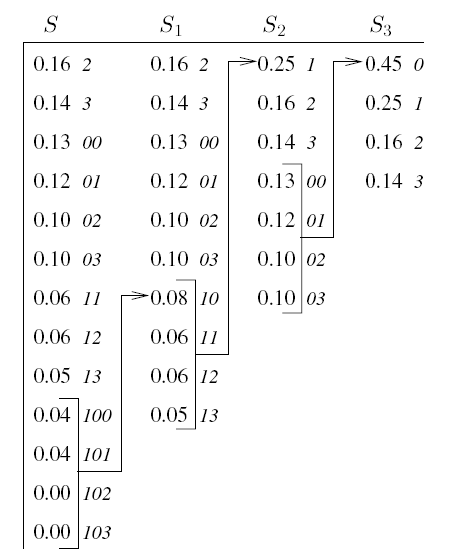 S S₁ S₂ S₃
0.16 2 0.16 2 0.25 1 0.45 0
0.14 3 0.14 3 0.16 2 0.25 1
0.13 00 0.13 00 0.14 3 0.16 2
0.12 01 0.12 01 0.13 00 0.14 3
0.10 02 0.10 02 0.12 01
0.10 03 0.10 03 0.10 02
0.06 11 0.08 10 0.10 03
0.06 12 0.06 11
0.05 13 0.06 12
0.04 100 0.05 13
0.04 101
0.00 102
0.00 103